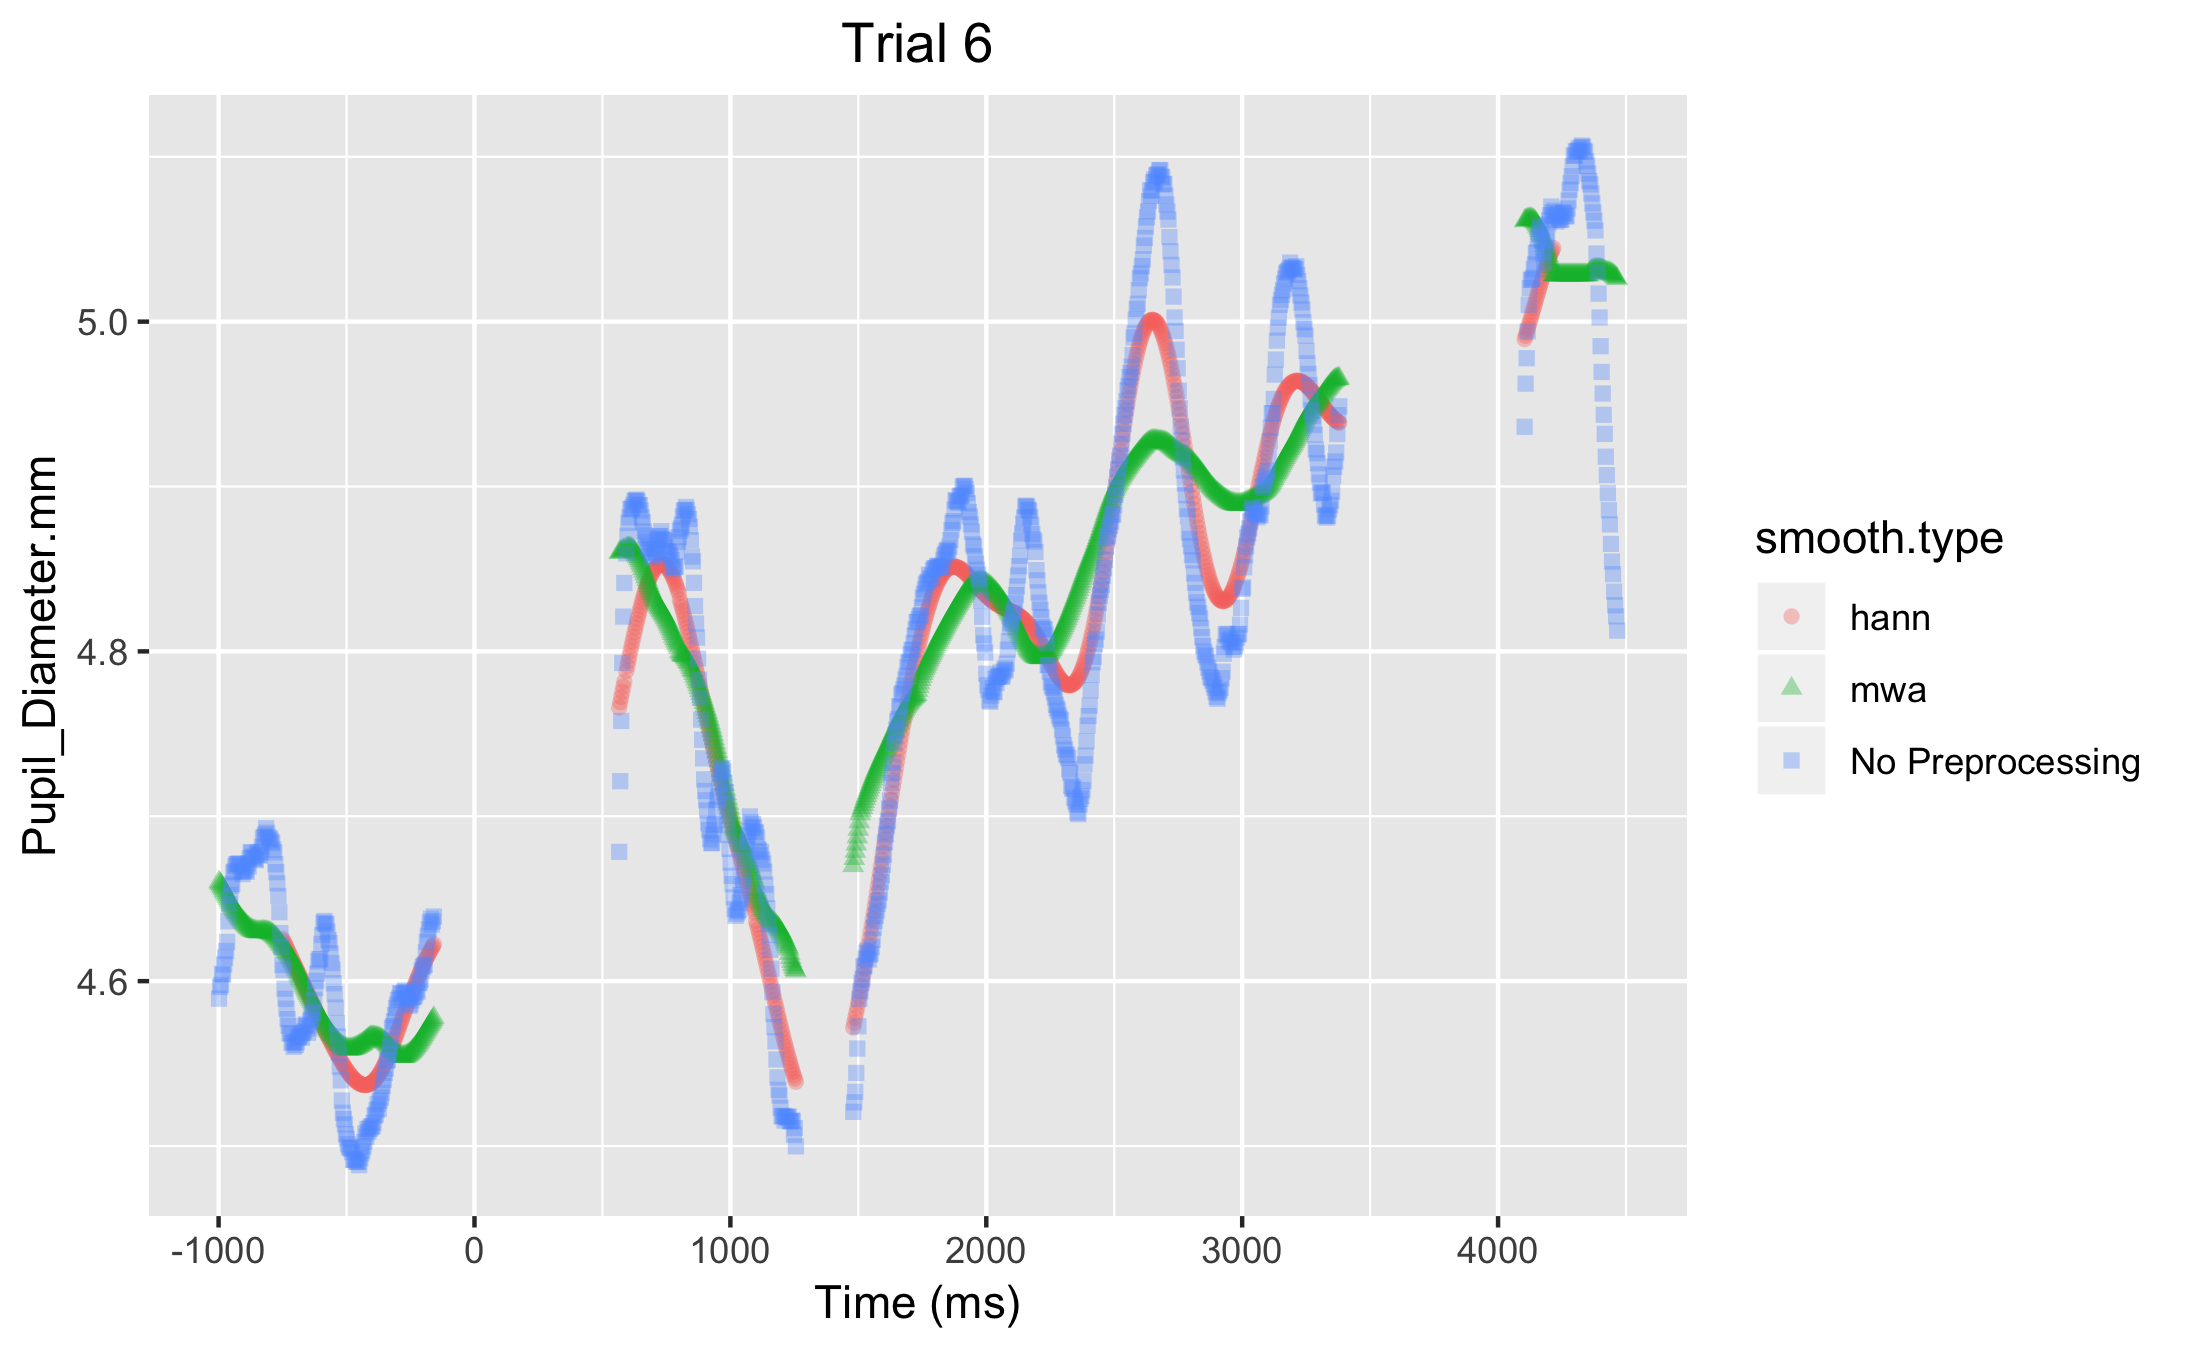 Trial 6
Pupil_Diameter.mm
5.0
4.8
4.6
-1000 0 1000 2000 3000 4000
Time (ms)
smooth.type
hann
mwa
No Preprocessing